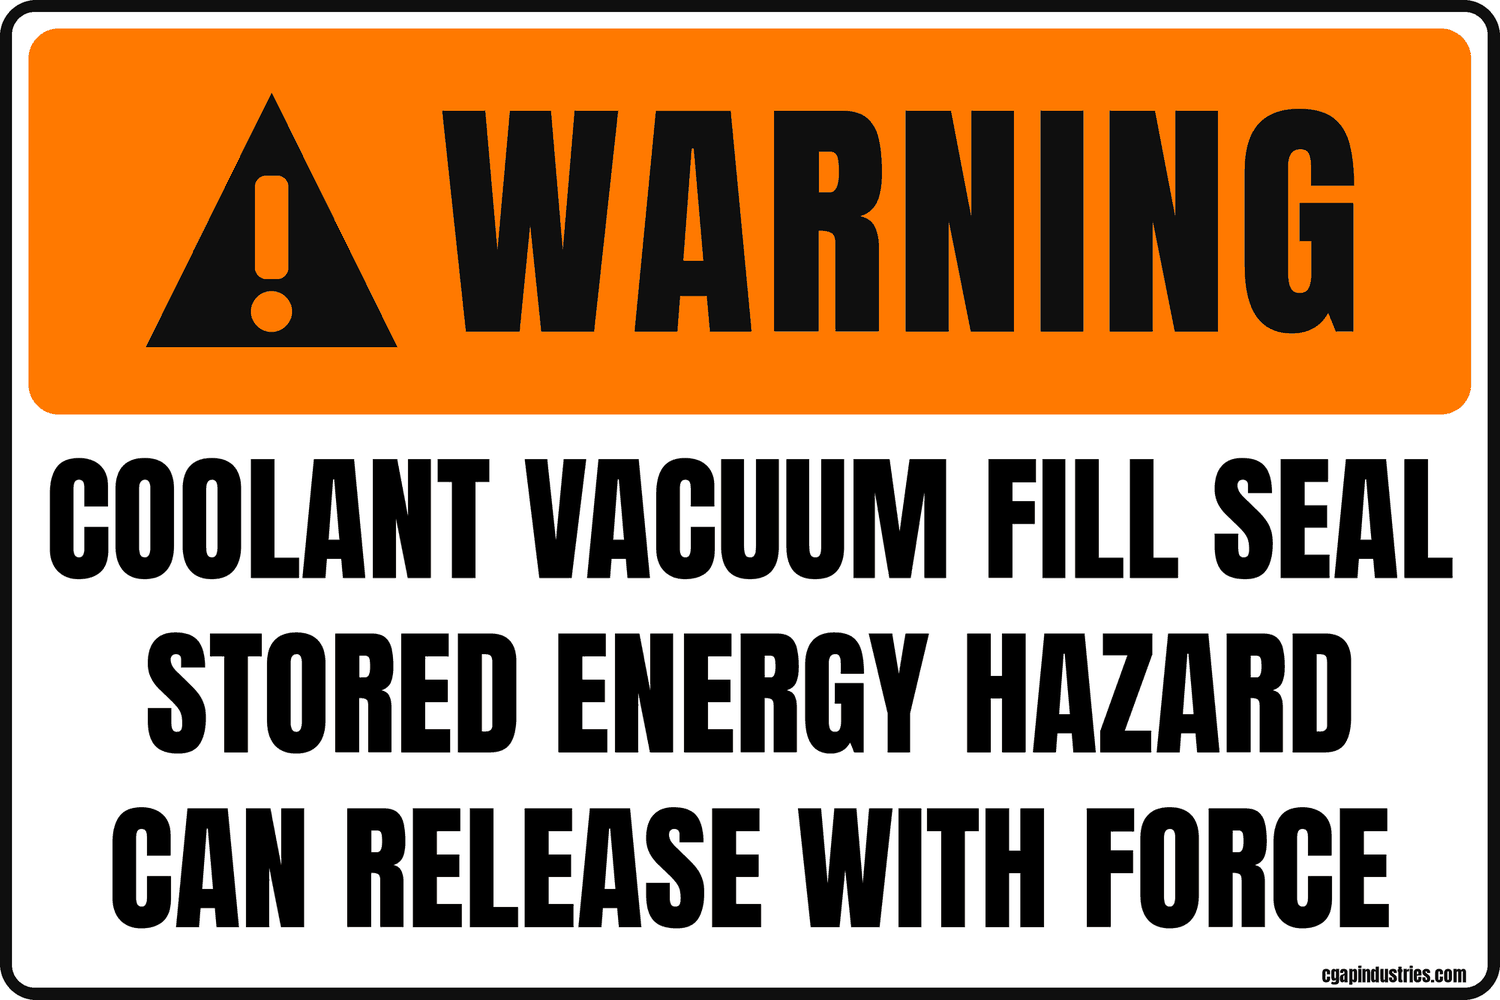 WARNING
COOLANT VACUUM FILL SEAL
STORED ENERGY HAZARD
CAN RELEASE WITH FORCE
cgapindustries.com